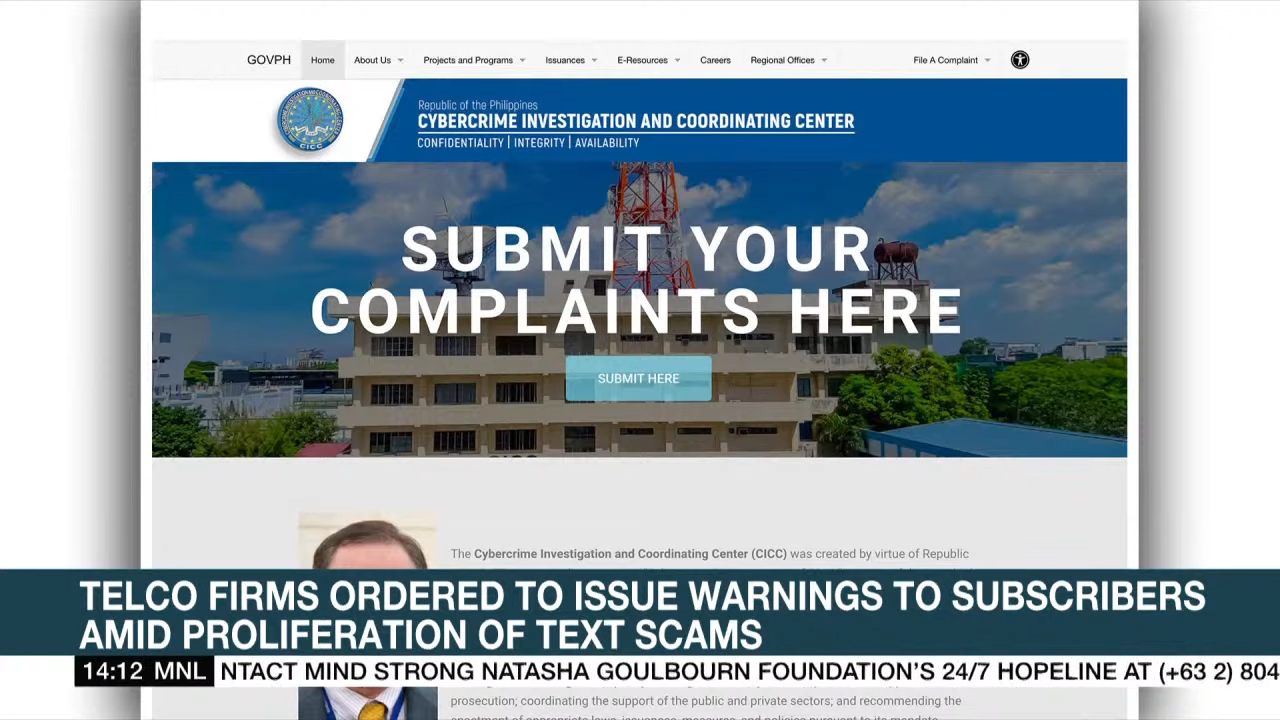 GOVPH Home About Us Projects and Programs Issuances E-Resources Careers Regional Offices File A Complaint
CICC
Republic of the Philippines
CYBERCRIME INVESTIGATION AND COORDINATING CENTER
CONFIDENTIALITY | INTEGRITY | AVAILABILITY
SUBMIT YOUR
COMPLAINTS HERE
SUBMIT HERE
The Cybercrime Investigation and Coordinating Center (CICC) was created by virtue of Republic
TELCO FIRMS ORDERED TO ISSUE WARNINGS TO SUBSCRIBERS
AMID PROLIFERATION OF TEXT SCAMS
14:12 MNL NTACT MIND STRONG NATASHA GOULBOURN FOUNDATION'S 24/7 HOPELINE AT (+63 2) 804
prosecution; coordinating the support of the public and private sectors; and recommending the